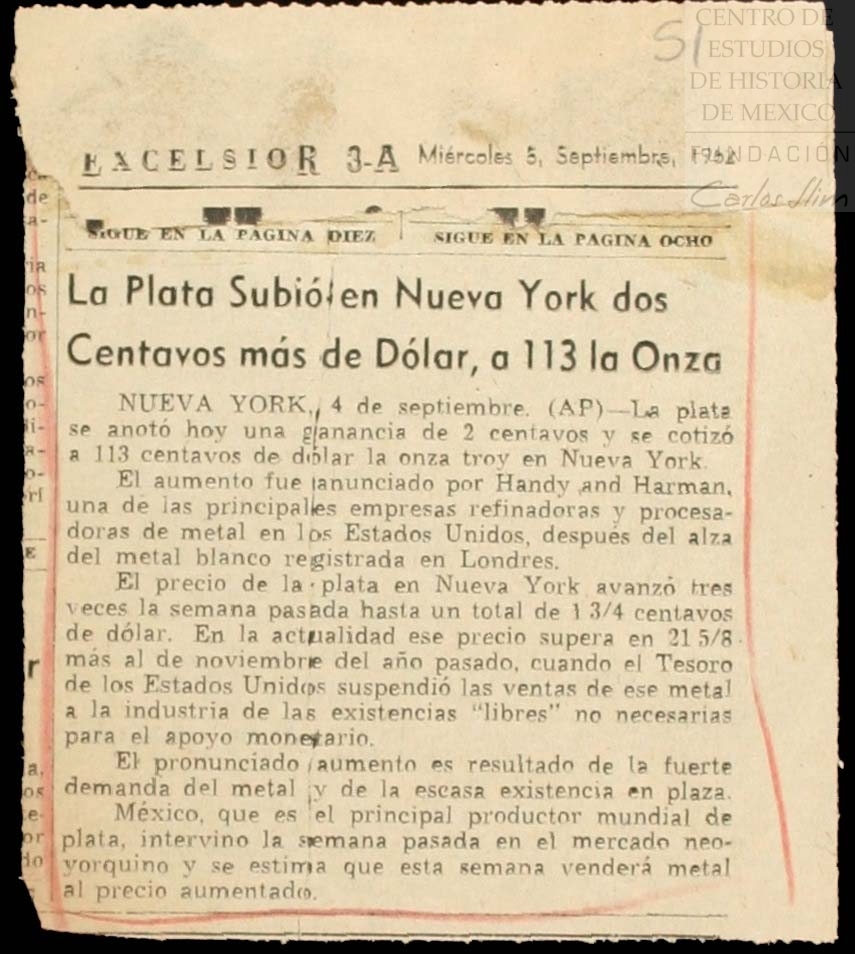 SI
CENTRO DE
ESTUDIOS
DE HISTORIA
DE MEXICO
FUNDACIÓN
Carlos Slim
EXCELSIOR 3-A Miércoles 5, Septiembre, 1962
SIGUE EN LA PAGINA DIEZ
SIGUE EN LA PAGINA OCHO
La Plata Subió en Nueva York dos
Centavos más de Dólar, a 113 la Onza
NUEVA YORK, 4 de septiembre. (AP)—La plata
se anotó hoy una ganancia de 2 centavos y se cotizó
a 113 centavos de dólar la onza troy en Nueva York.
El aumento fue anunciado por Handy and Harman,
una de las principales empresas refinadoras y procesa-
doras de metal en los Estados Unidos, después del alza
del metal blanco registrada en Londres.
El precio de la plata en Nueva York avanzó tres
veces la semana pasada hasta un total de 1 3/4 centavos
de dólar. En la actualidad ese precio supera en 21 5/8
más al de noviembre del año pasado, cuando el Tesoro
de los Estados Unidos suspendió las ventas de ese metal
a la industria de las existencias "libres" no necesarias
para el apoyo monetario.
El pronunciado aumento es resultado de la fuerte
demanda del metal y de la escasa existencia en plaza.
México, que es el principal productor mundial de
plata, intervino la semana pasada en el mercado neo-
yorquino y se estima que esta semana venderá metal
al precio aumentado.